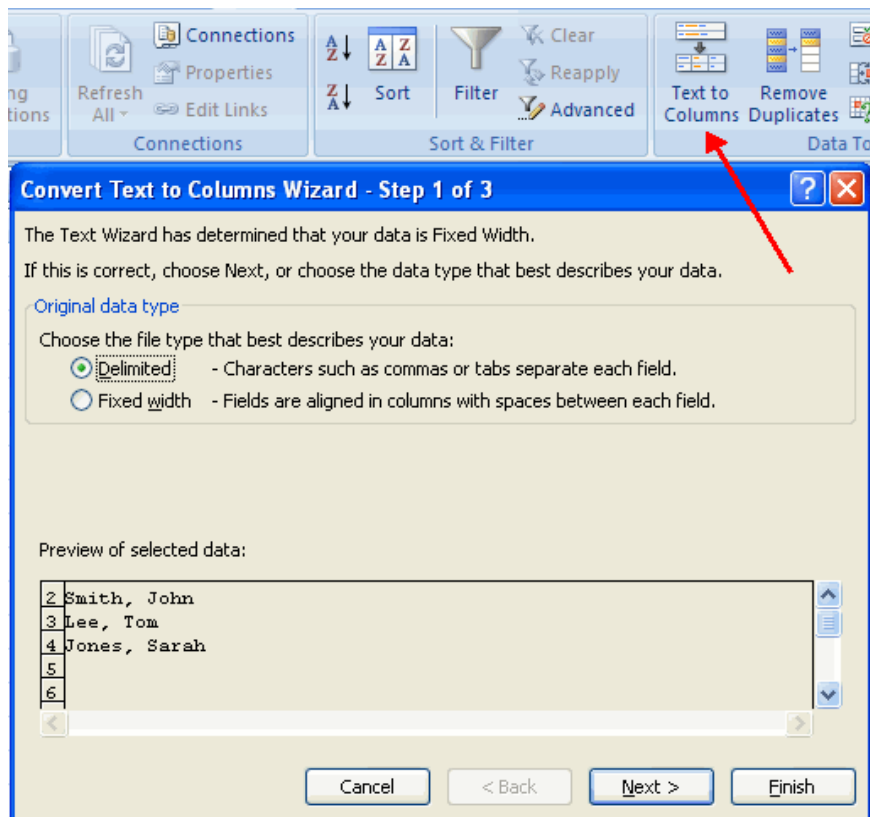 Connections
Properties
Edit Links
ng
tions
Refresh
All
Connections
A
Z
Z
A
A Z
Z A
Sort
Filter
Clear
Reapply
Advanced
Sort & Filter
Text to
Columns
Remove
Duplicates
Data To
Convert Text to Columns Wizard - Step 1 of 3
?
The Text Wizard has determined that your data is Fixed Width.
If this is correct, choose Next, or choose the data type that best describes your data.
Original data type
Choose the file type that best describes your data:
Delimited - Characters such as commas or tabs separate each field.
Fixed width - Fields are aligned in columns with spaces between each field.
Preview of selected data:
2 Smith, John
3 Lee, Tom
4 Jones, Sarah
5
6
Cancel < Back Next > Finish